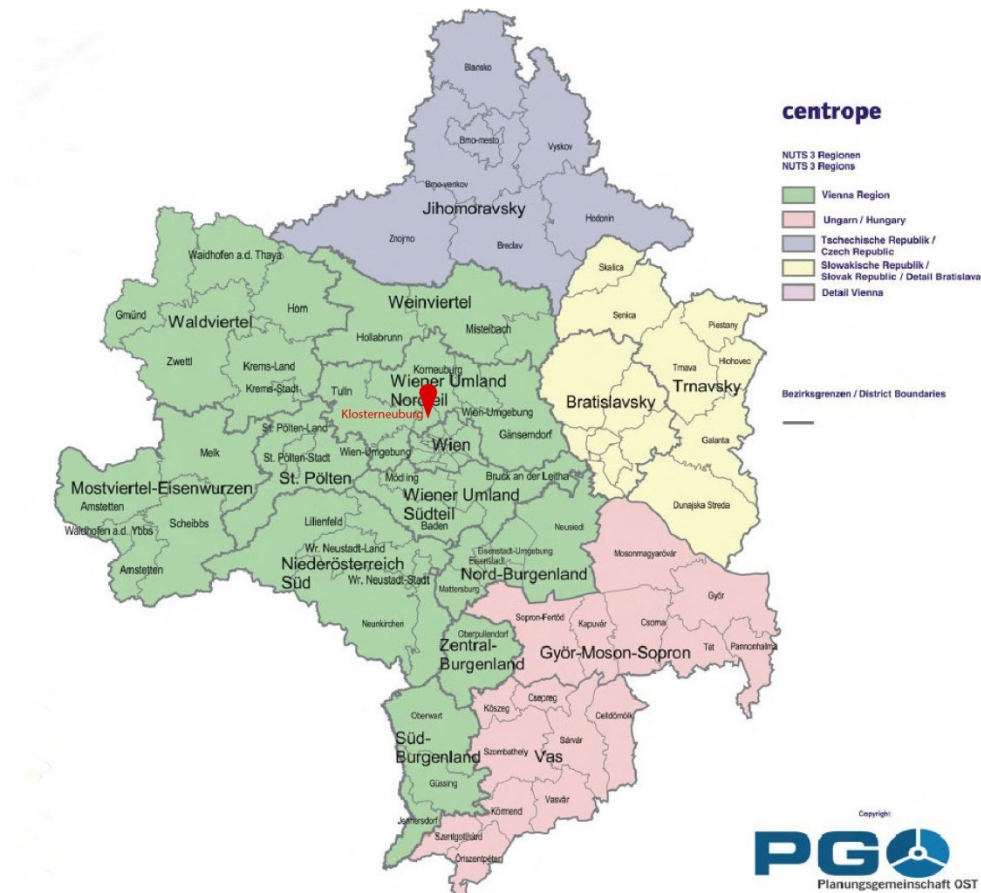 centrope
NUTS 3 Regionen
NUTS 3 Regions
Vienna Region
Ungarn / Hungary
Tschechische Republik /
Czech Republic
Slowakische Republik /
Slovak Republic / Detail Bratislava
Detail Vienna
Bezirksgrenzen / District Boundaries
Blansko
Brno-mesto
Vyskov
Brno-venkov
Jihomoravsky
Hodonin
Znojmo
Breclav
Waidhofen a.d. Thaya
Skalica
Gmünd
Horn
Weinviertel
Senica
Waldviertel
Mistelbach
Piestany
Hollabrunn
Zwettl
Krems-Land
Korneuburg
Trnava
Hlohovec
Krems-Stadt
Tulln
Wiener Umland
Nordteil
Trnavsky
Bratislavsky
Klosterneuburg
Wien-Umgebung
Gänserndorf
St. Pölten-Land
Wien
Galanta
Melk
St. Pölten-Stadt
Wien-Umgebung
St. Pölten
Mödling
Bruck an der Leitha
Mostviertel-Eisenwurzen
Wiener Umland
Südteil
Amstetten
Dunajska Streda
Scheibbs
Lilienfeld
Baden
Neusiedl
Waidhofen a.d. Ybbs
Wr. Neustadt-Land
Eisenstadt-Umgebung
Mosonmagyaróvár
Eisenstadt
Amstetten
Niederösterreich
Süd
Wr. Neustadt-Stadt
Nord-Burgenland
Mattersburg
Győr
Neunkirchen
Sopron-Fertőd
Kapuvár
Csorna
Oberpullendorf
Zentral-
Burgenland
Györ-Moson-Sopron
Tét
Pannonhalma
Csepreg
Kőszeg
Celldömölk
Oberwart
Süd-
Burgenland
Szombathely
Sárvár
Vas
Güssing
Vasvár
Körmend
Jennersdorf
Szentgotthárd
Őriszentpéter
Copyright:
PGO
Planungsgemeinschaft OST